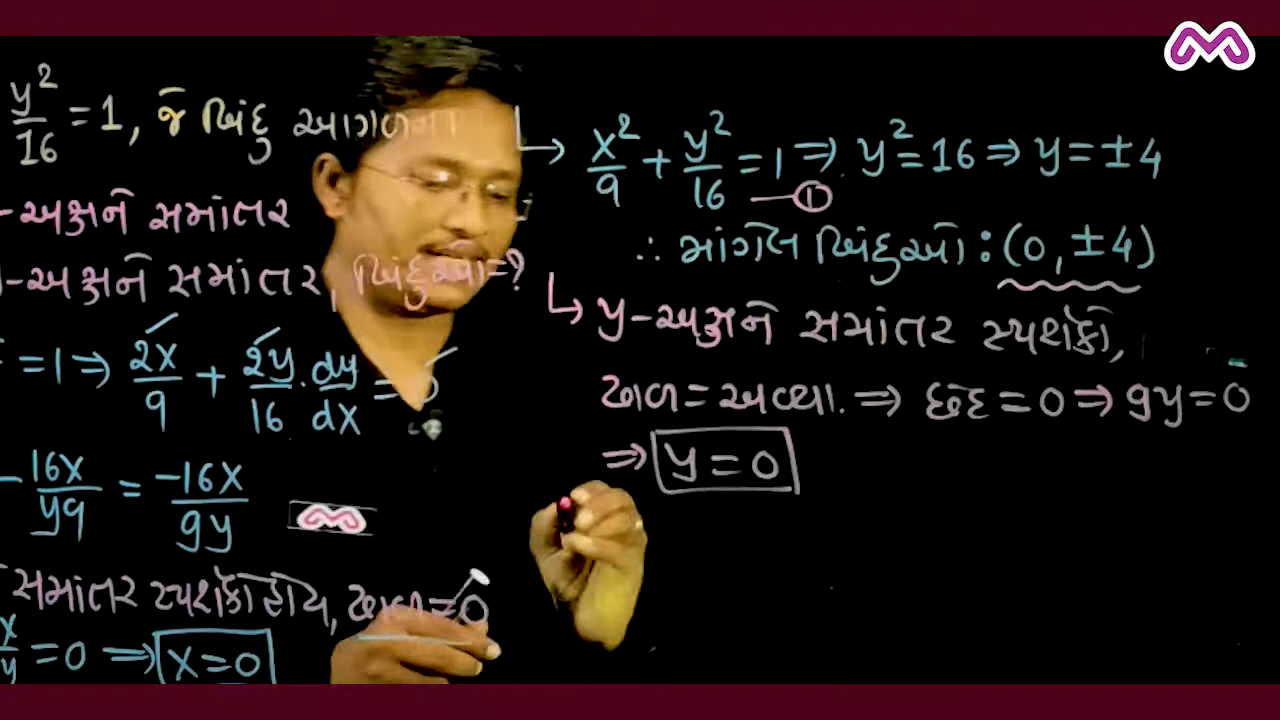 y²/16 = 1, જે બિંદુ આગળના
-અક્ષને સમાંતર
-અક્ષને સમાંતર, બિંદુઓ=?
= 1 ⇒ 2x/9 + 2y/16 · dy/dx = 0
-16x/y9 = -16x/9y
સમાંતર સ્પર્શકો હોય, ઢાળ = 0
x/y = 0 ⇒ x = 0
→ x²/9 + y²/16 = 1 ⇒ y² = 16 ⇒ y = ±4
①
∴ માંગેલ બિંદુઓ : (0, ±4)
↳ y-અક્ષને સમાંતર સ્પર્શકો,
ઢાળ = અવ્યા. ⇒ છેદ = 0 ⇒ 9y = 0
⇒ y = 0